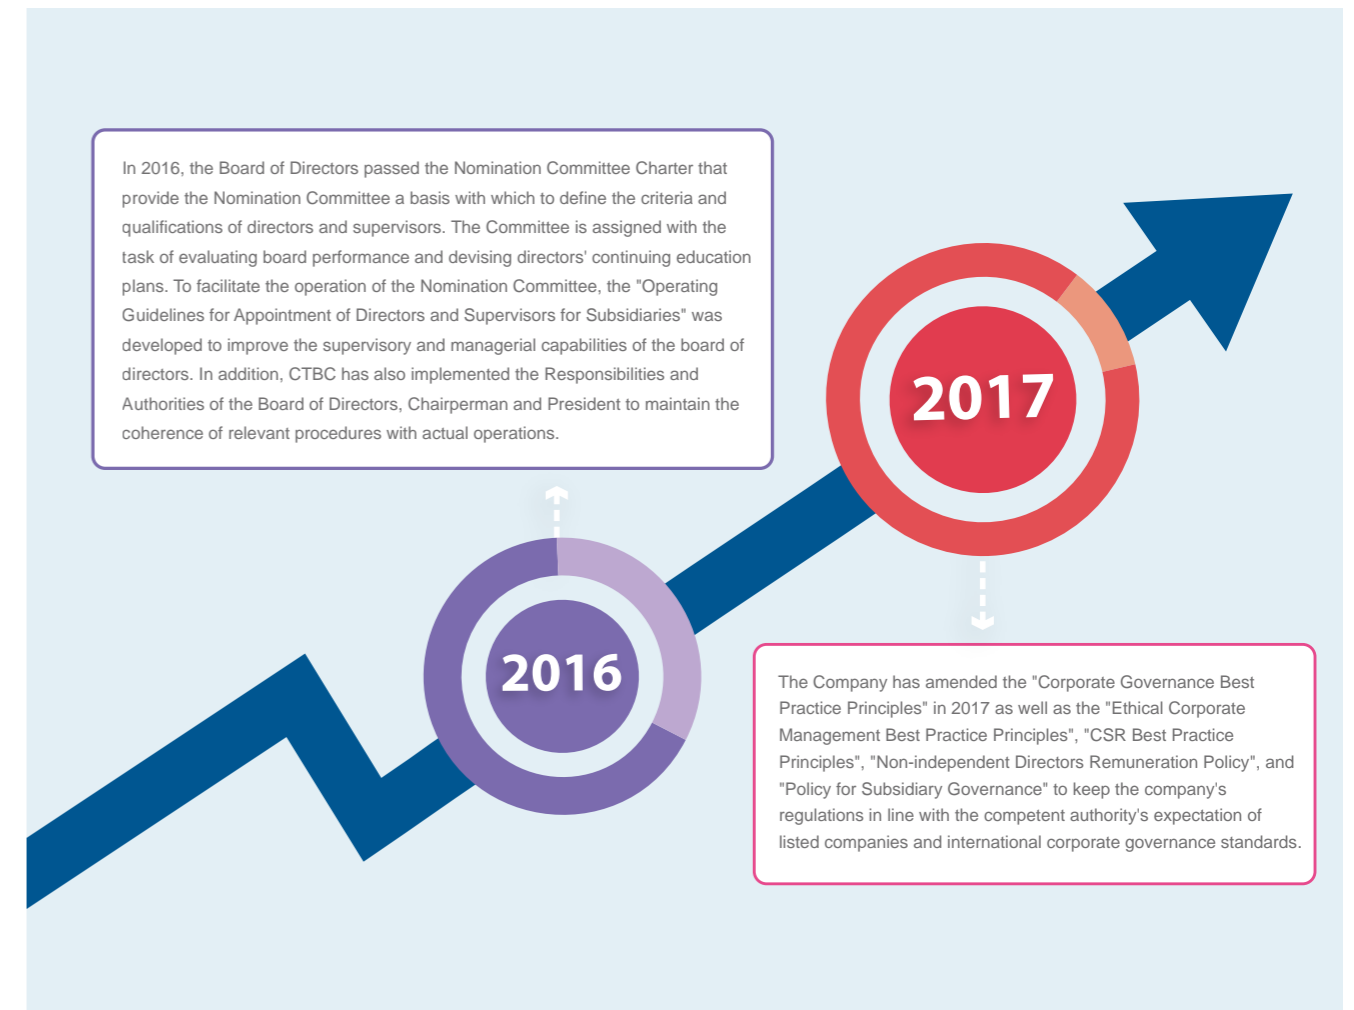 In 2016, the Board of Directors passed the Nomination Committee Charter that
provide the Nomination Committee a basis with which to define the criteria and
qualifications of directors and supervisors. The Committee is assigned with the
task of evaluating board performance and devising directors' continuing education
plans. To facilitate the operation of the Nomination Committee, the "Operating
Guidelines for Appointment of Directors and Supervisors for Subsidiaries" was
developed to improve the supervisory and managerial capabilities of the board of
directors. In addition, CTBC has also implemented the Responsibilities and
Authorities of the Board of Directors, Chairperman and President to maintain the
coherence of relevant procedures with actual operations.
2016
2017
The Company has amended the "Corporate Governance Best
Practice Principles" in 2017 as well as the "Ethical Corporate
Management Best Practice Principles", "CSR Best Practice
Principles", "Non-independent Directors Remuneration Policy", and
"Policy for Subsidiary Governance" to keep the company's
regulations in line with the competent authority's expectation of
listed companies and international corporate governance standards.